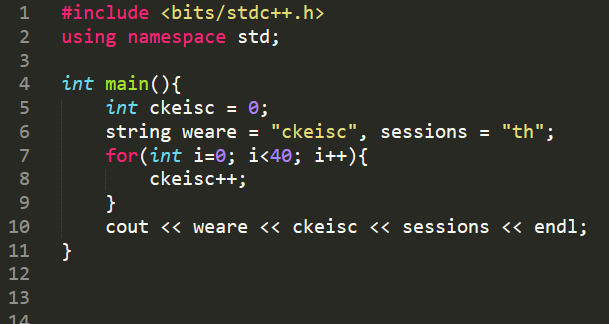 1 #include <bits/stdc++.h>
2 using namespace std;
3
4 int main(){
5     int ckeisc = 0;
6     string weare = "ckeisc", sessions = "th";
7     for(int i=0; i<40; i++){
8         ckeisc++;
9     }
10     cout << weare << ckeisc << sessions << endl;
11 }
12
13
14